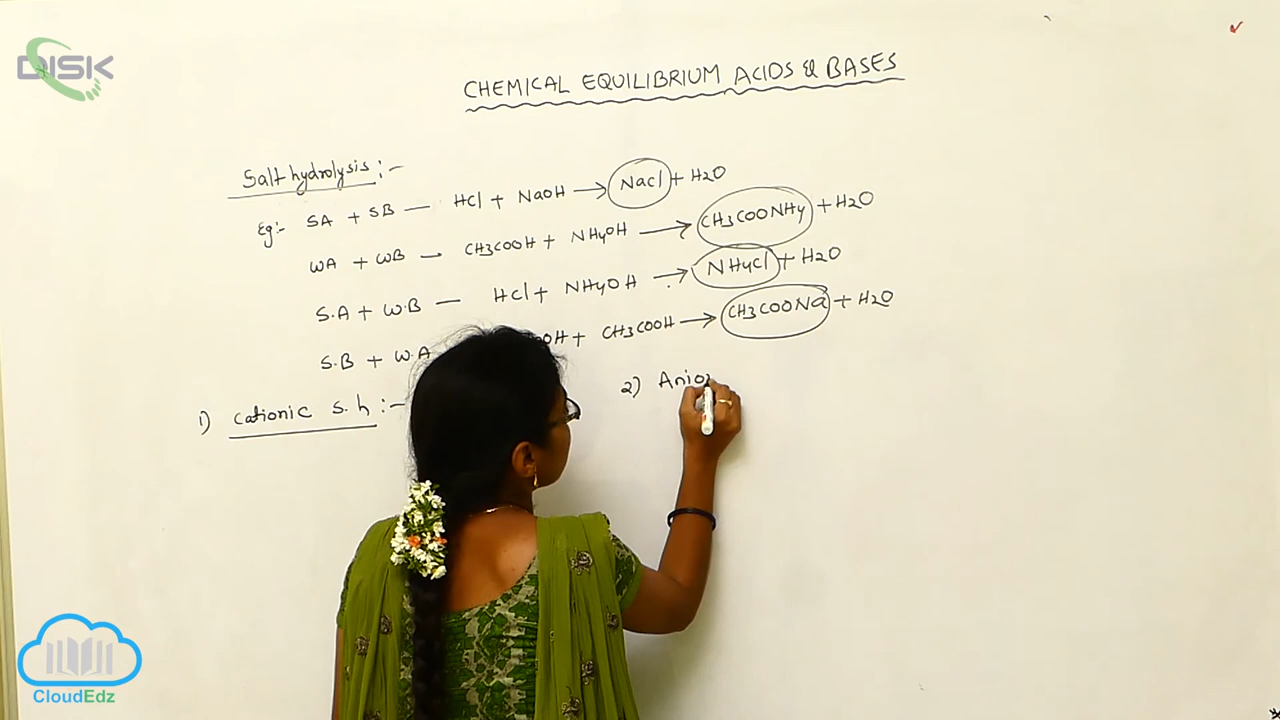 DISK
CHEMICAL EQUILIBRIUM ACIDS & BASES
Salt hydrolysis :-
Eg:- SA + SB — HCl + NaOH → Nacl + H2O
WA + WB — CH3COOH + NH4OH → CH3COONH4 + H2O
S.A + W.B — HCl + NH4OH → NH4Cl + H2O
S.B + W.A OH + CH3COOH → CH3COONa + H2O
1) Cationic S.h :- 2) Anio
CloudEdz